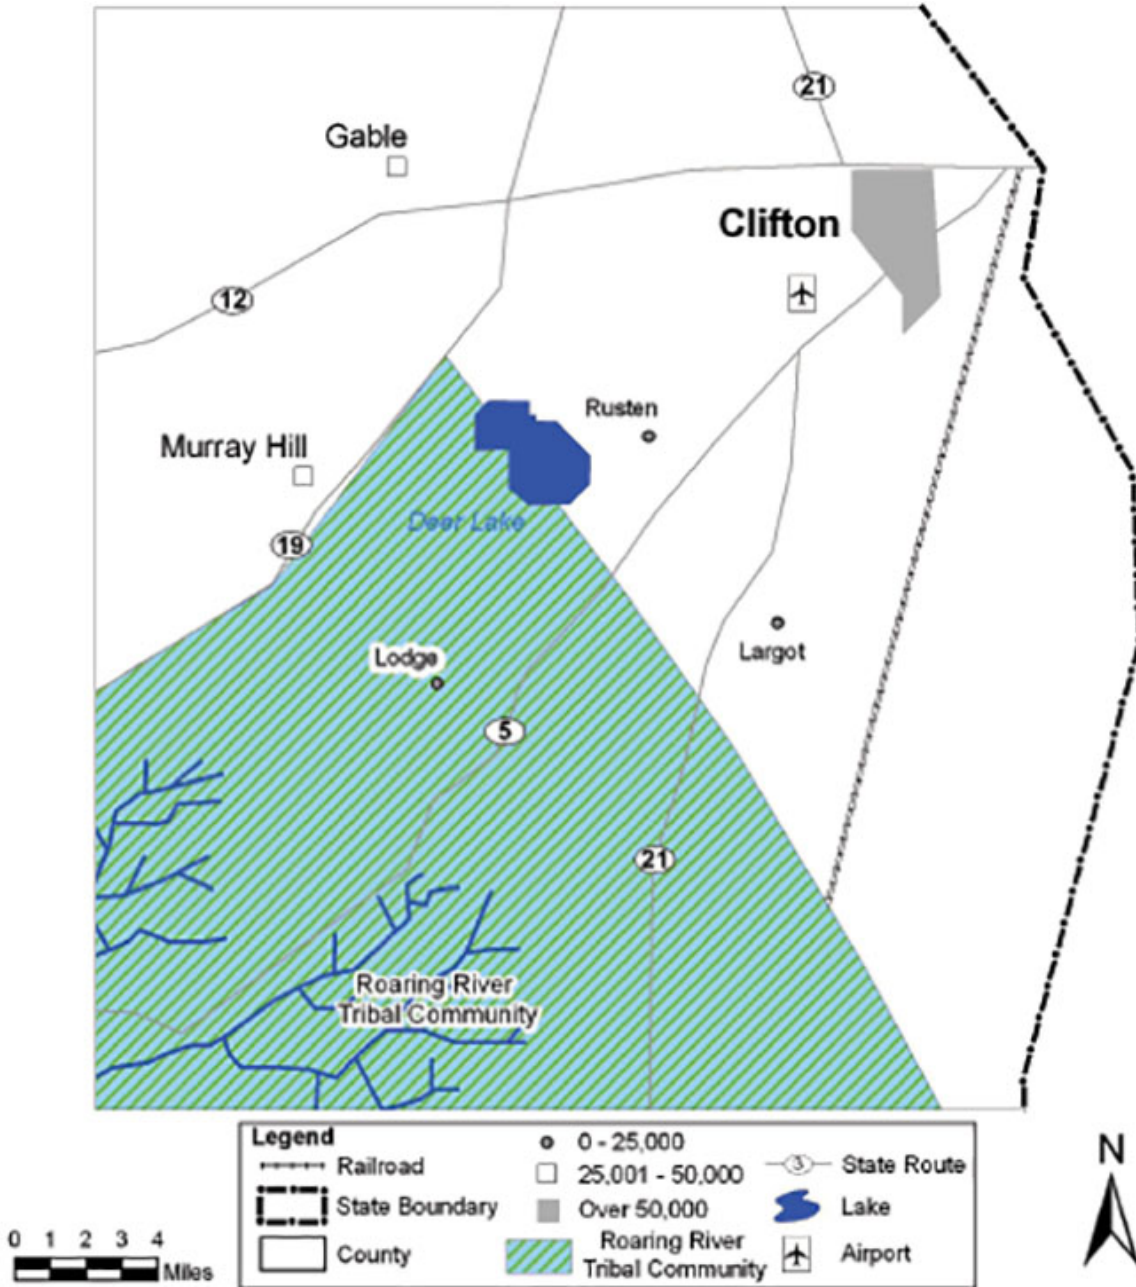 21
Gable
Clifton
12
Rusten
Murray Hill
Deer Lake
19
Lodge
Largot
5
21
Roaring River
Tribal Community
Legend
Railroad
State Boundary
County
0 - 25,000
25,001 - 50,000
Over 50,000
Roaring River
Tribal Community
3 State Route
Lake
Airport
0 1 2 3 4
Miles
N